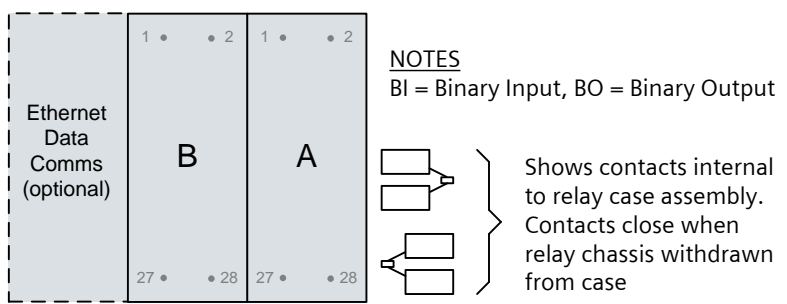 1 2 1 2
Ethernet
Data
Comms
(optional)
B
A
27 28 27 28
NOTES
BI = Binary Input, BO = Binary Output
Shows contacts internal
to relay case assembly.
Contacts close when
relay chassis withdrawn
from case